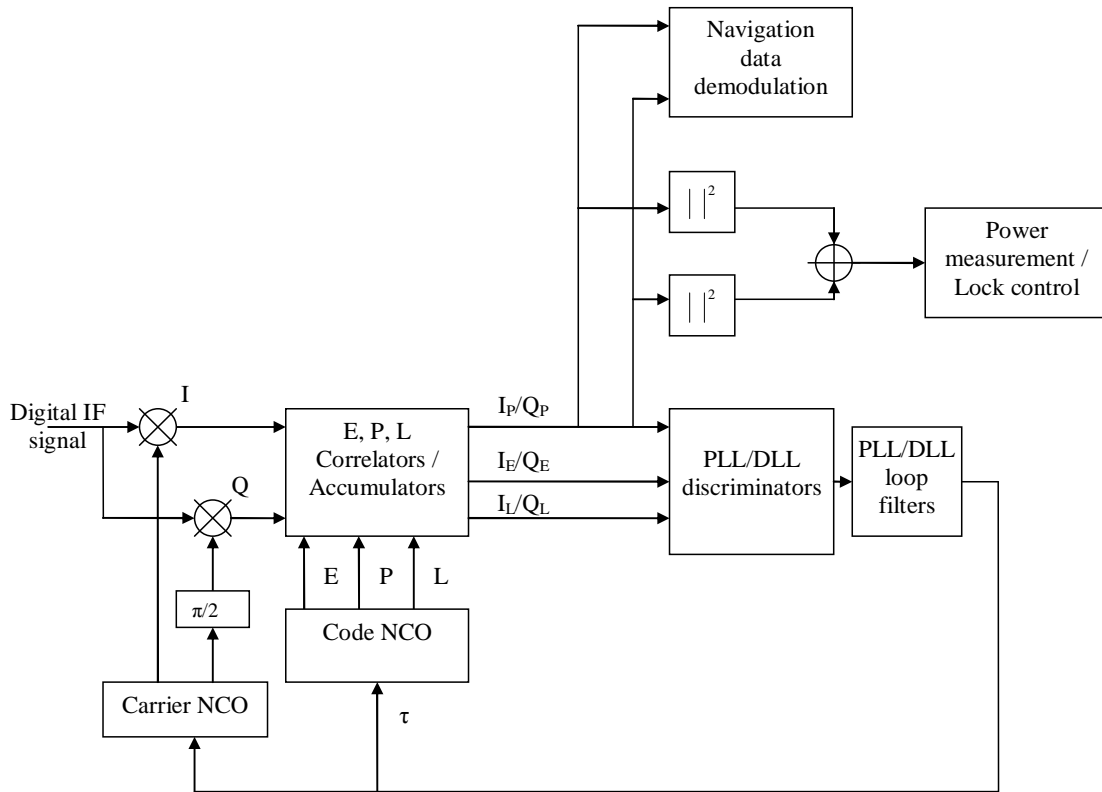 Navigation
data
demodulation
| |²
Power
measurement /
Lock control
| |²
I
Digital IF
signal
E, P, L
Correlators /
Accumulators
I_P/Q_P
I_E/Q_E
I_L/Q_L
PLL/DLL
discriminators
PLL/DLL
loop
filters
Q
E P L
π/2
Code NCO
Carrier NCO
τ